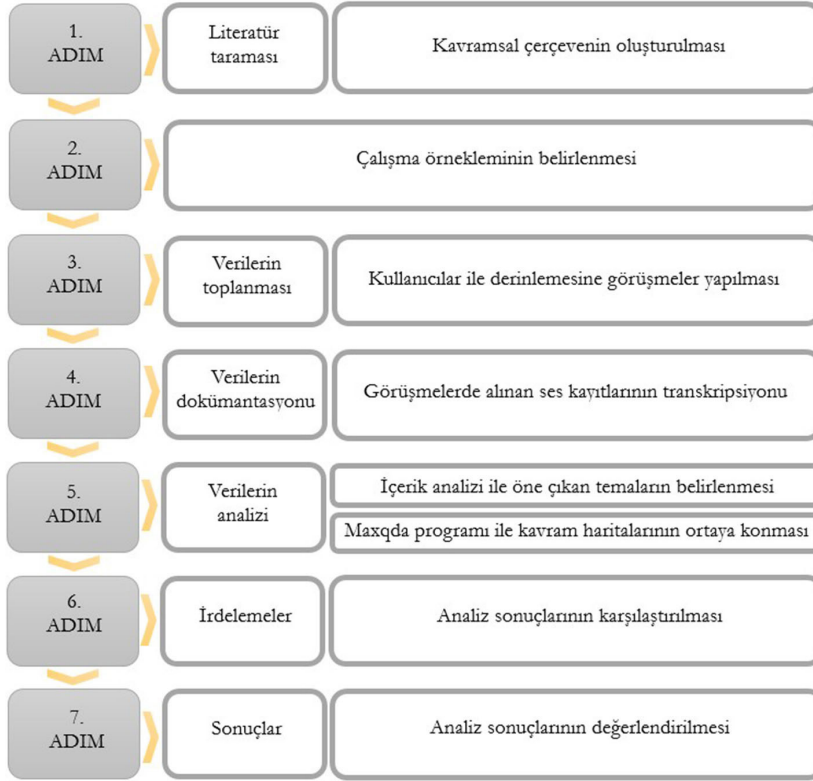 1.
ADIM
Literatür
taraması
Kavramsal çerçevenin oluşturulması
2.
ADIM
Çalışma örnekleminin belirlenmesi
3.
ADIM
Verilerin
toplanması
Kullanıcılar ile derinlemesine görüşmeler yapılması
4.
ADIM
Verilerin
dokümantasyonu
Görüşmelerde alınan ses kayıtlarının transkripsiyonu
5.
ADIM
Verilerin
analizi
İçerik analizi ile öne çıkan temaların belirlenmesi
Maxqda programı ile kavram haritalarının ortaya konması
6.
ADIM
İrdelemeler
Analiz sonuçlarının karşılaştırılması
7.
ADIM
Sonuçlar
Analiz sonuçlarının değerlendirilmesi